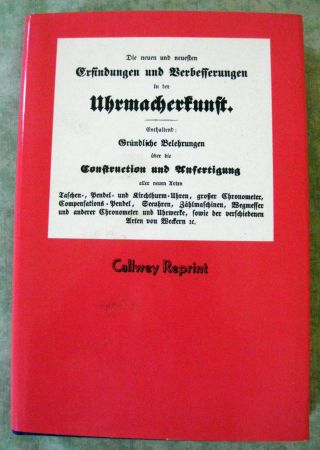 Die neuen und neuesten
Erfindungen und Verbesserungen
in der
Uhrmacherkunst.
Enthaltend:
Gründliche Belehrungen
über die
Construction und Anfertigung
aller neuen Arten
Taschen-, Pendel- und Kirchthurm-Uhren, großer Chronometer,
Compensations-Pendel, Seeuhren, Zählmaschinen, Wegmesser
und anderer Chronometer und Uhrwerke, sowie der verschiedenen
Arten von Weckern ꝛc.
Callwey Reprint